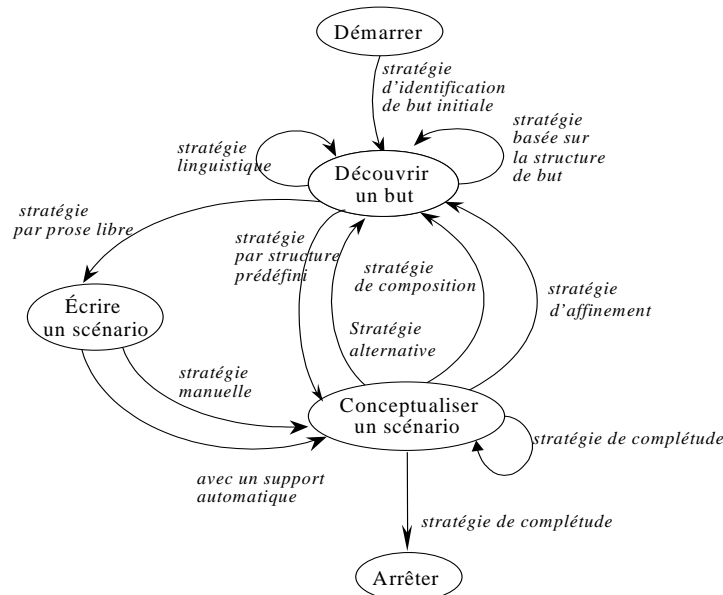 Démarrer
stratégie
d'identification
de but initiale
stratégie
basée sur
la structure
de but
stratégie
linguistique
Découvrir
un but
stratégie
par prose libre
stratégie
par structure
prédéfini
stratégie
de composition
stratégie
d'affinement
Écrire
un scénario
Stratégie
alternative
stratégie
manuelle
Conceptualiser
un scénario
stratégie de complétude
avec un support
automatique
stratégie de complétude
Arrêter